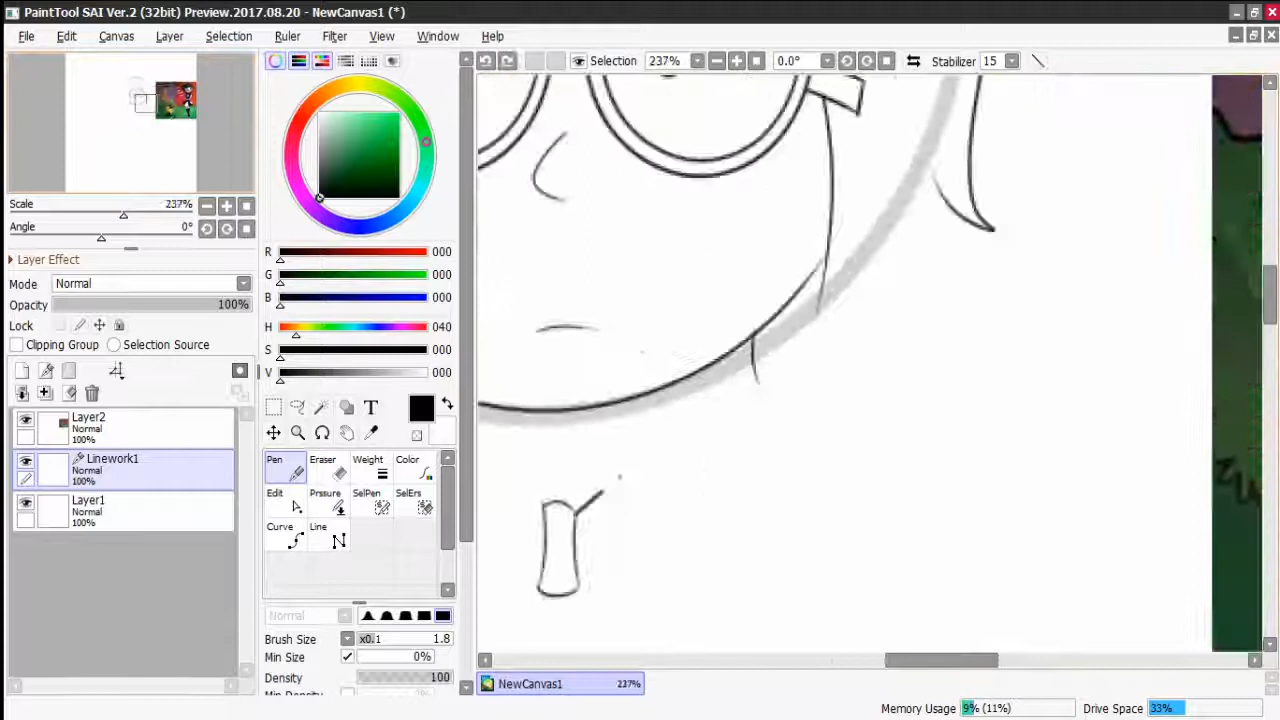 PaintTool SAI Ver.2 (32bit) Preview.2017.08.20 - NewCanvas1 (*)
File Edit Canvas Layer Selection Ruler Filter View Window Help
Selection 237% 0.0° Stabilizer 15
Scale 237%
Angle 0°
Layer Effect
Mode Normal
Opacity 100%
Lock
Clipping Group Selection Source
Layer2
Normal
100%
Linework1
Normal
100%
Layer1
Normal
100%
R 000
G 000
B 000
H 040
S 000
V 000
T
Pen Eraser Weight Color
Edit Prssure SelPen SelErs
Curve Line
Normal
Brush Size x0.1 1.8
Min Size 0%
Density 100
NewCanvas1 237%
Memory Usage 9% (11%) Drive Space 33%